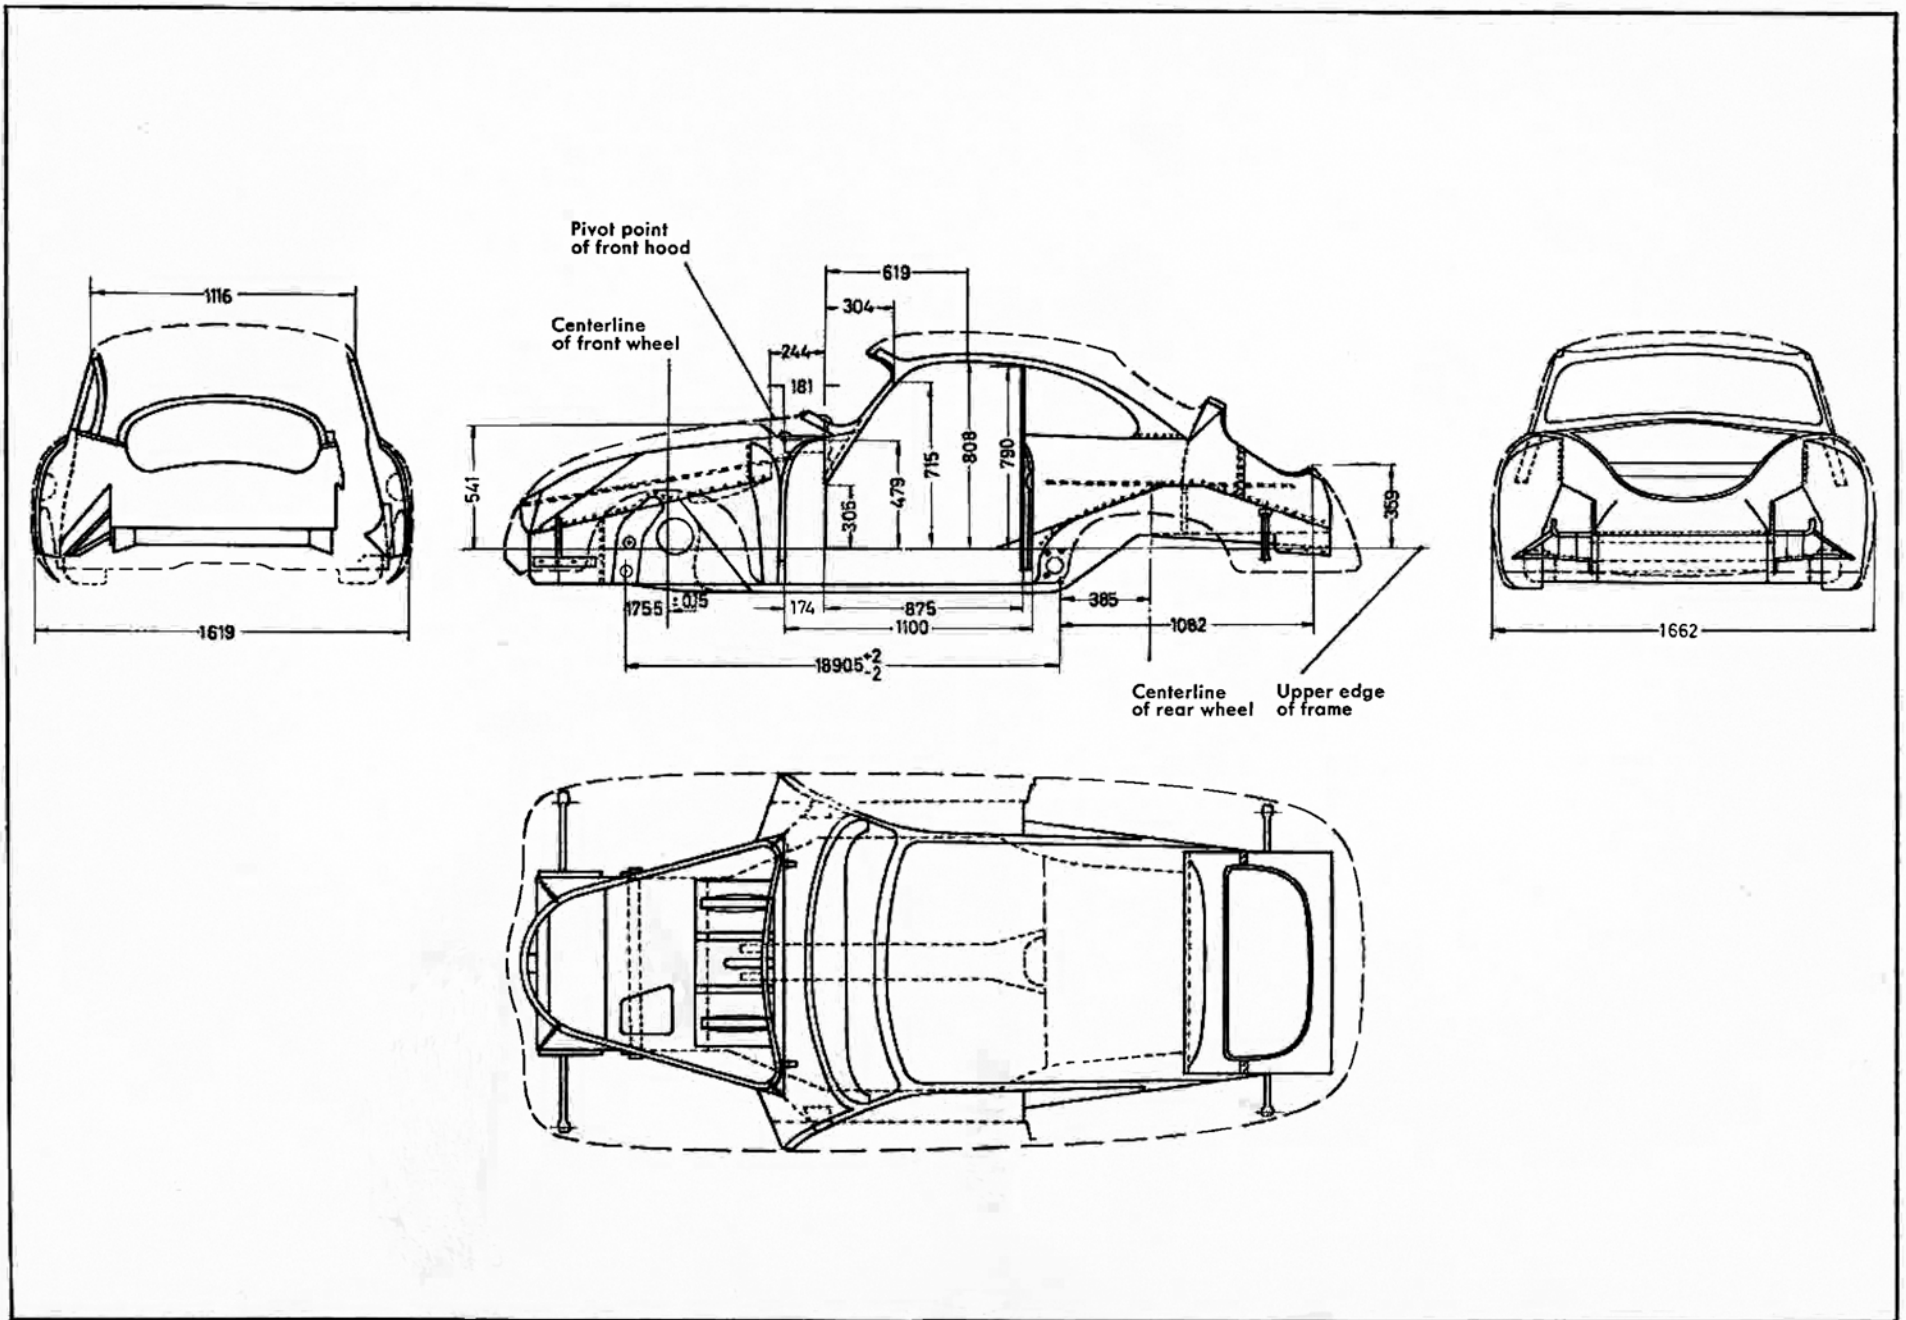 Pivot point
of front hood
619
1116
304
Centerline
of front wheel
244
181
541
305
479
715
808
790
359
1755
±0.15
174
875
385
1100
1082
1619
1662
1890.5 +2 -2
Centerline
of rear wheel
Upper edge
of frame